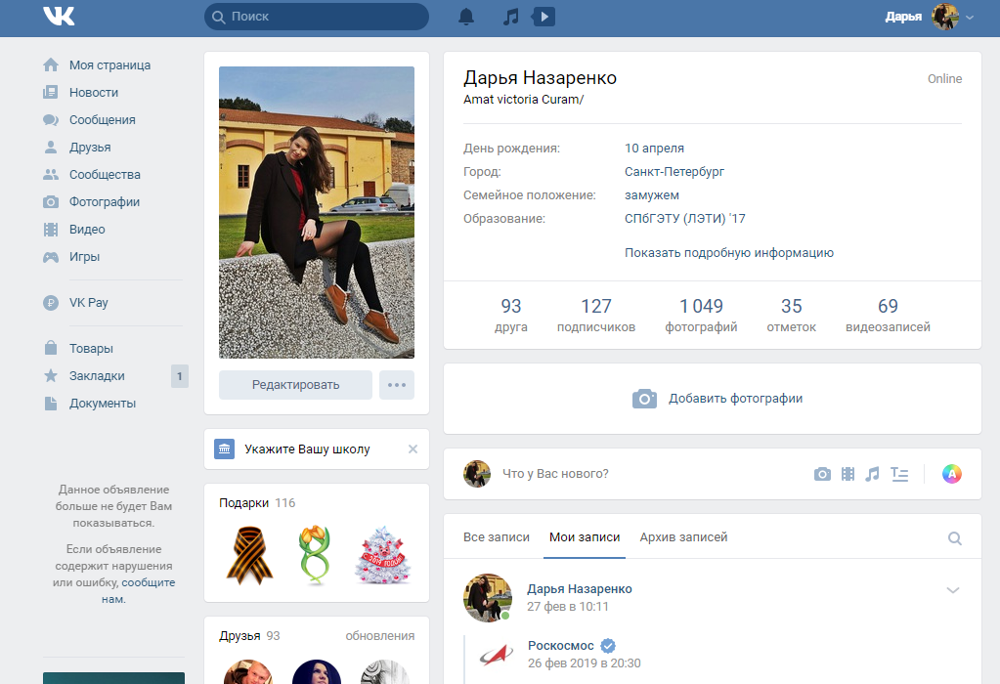 Поиск
Дарья
Моя страница
Новости
Сообщения
Друзья
Сообщества
Фотографии
Видео
Игры
VK Pay
Товары
Закладки
1
Документы
Данное объявление
больше не будет Вам
показываться.
Если объявление
содержит нарушения
или ошибку, сообщите
нам.
Редактировать
Укажите Вашу школу
Подарки 116
Друзья 93
обновления
Дарья Назаренко
Online
Amat victoria Curam/
День рождения: 10 апреля
Город: Санкт-Петербург
Семейное положение: замужем
Образование: СПбГЭТУ (ЛЭТИ) '17
Показать подробную информацию
93 127 1 049 35 69
друга подписчиков фотографий отметок видеозаписей
Добавить фотографии
Что у Вас нового?
Все записи Мои записи Архив записей
Дарья Назаренко
27 фев в 10:11
Роскосмос
26 фев 2019 в 20:30